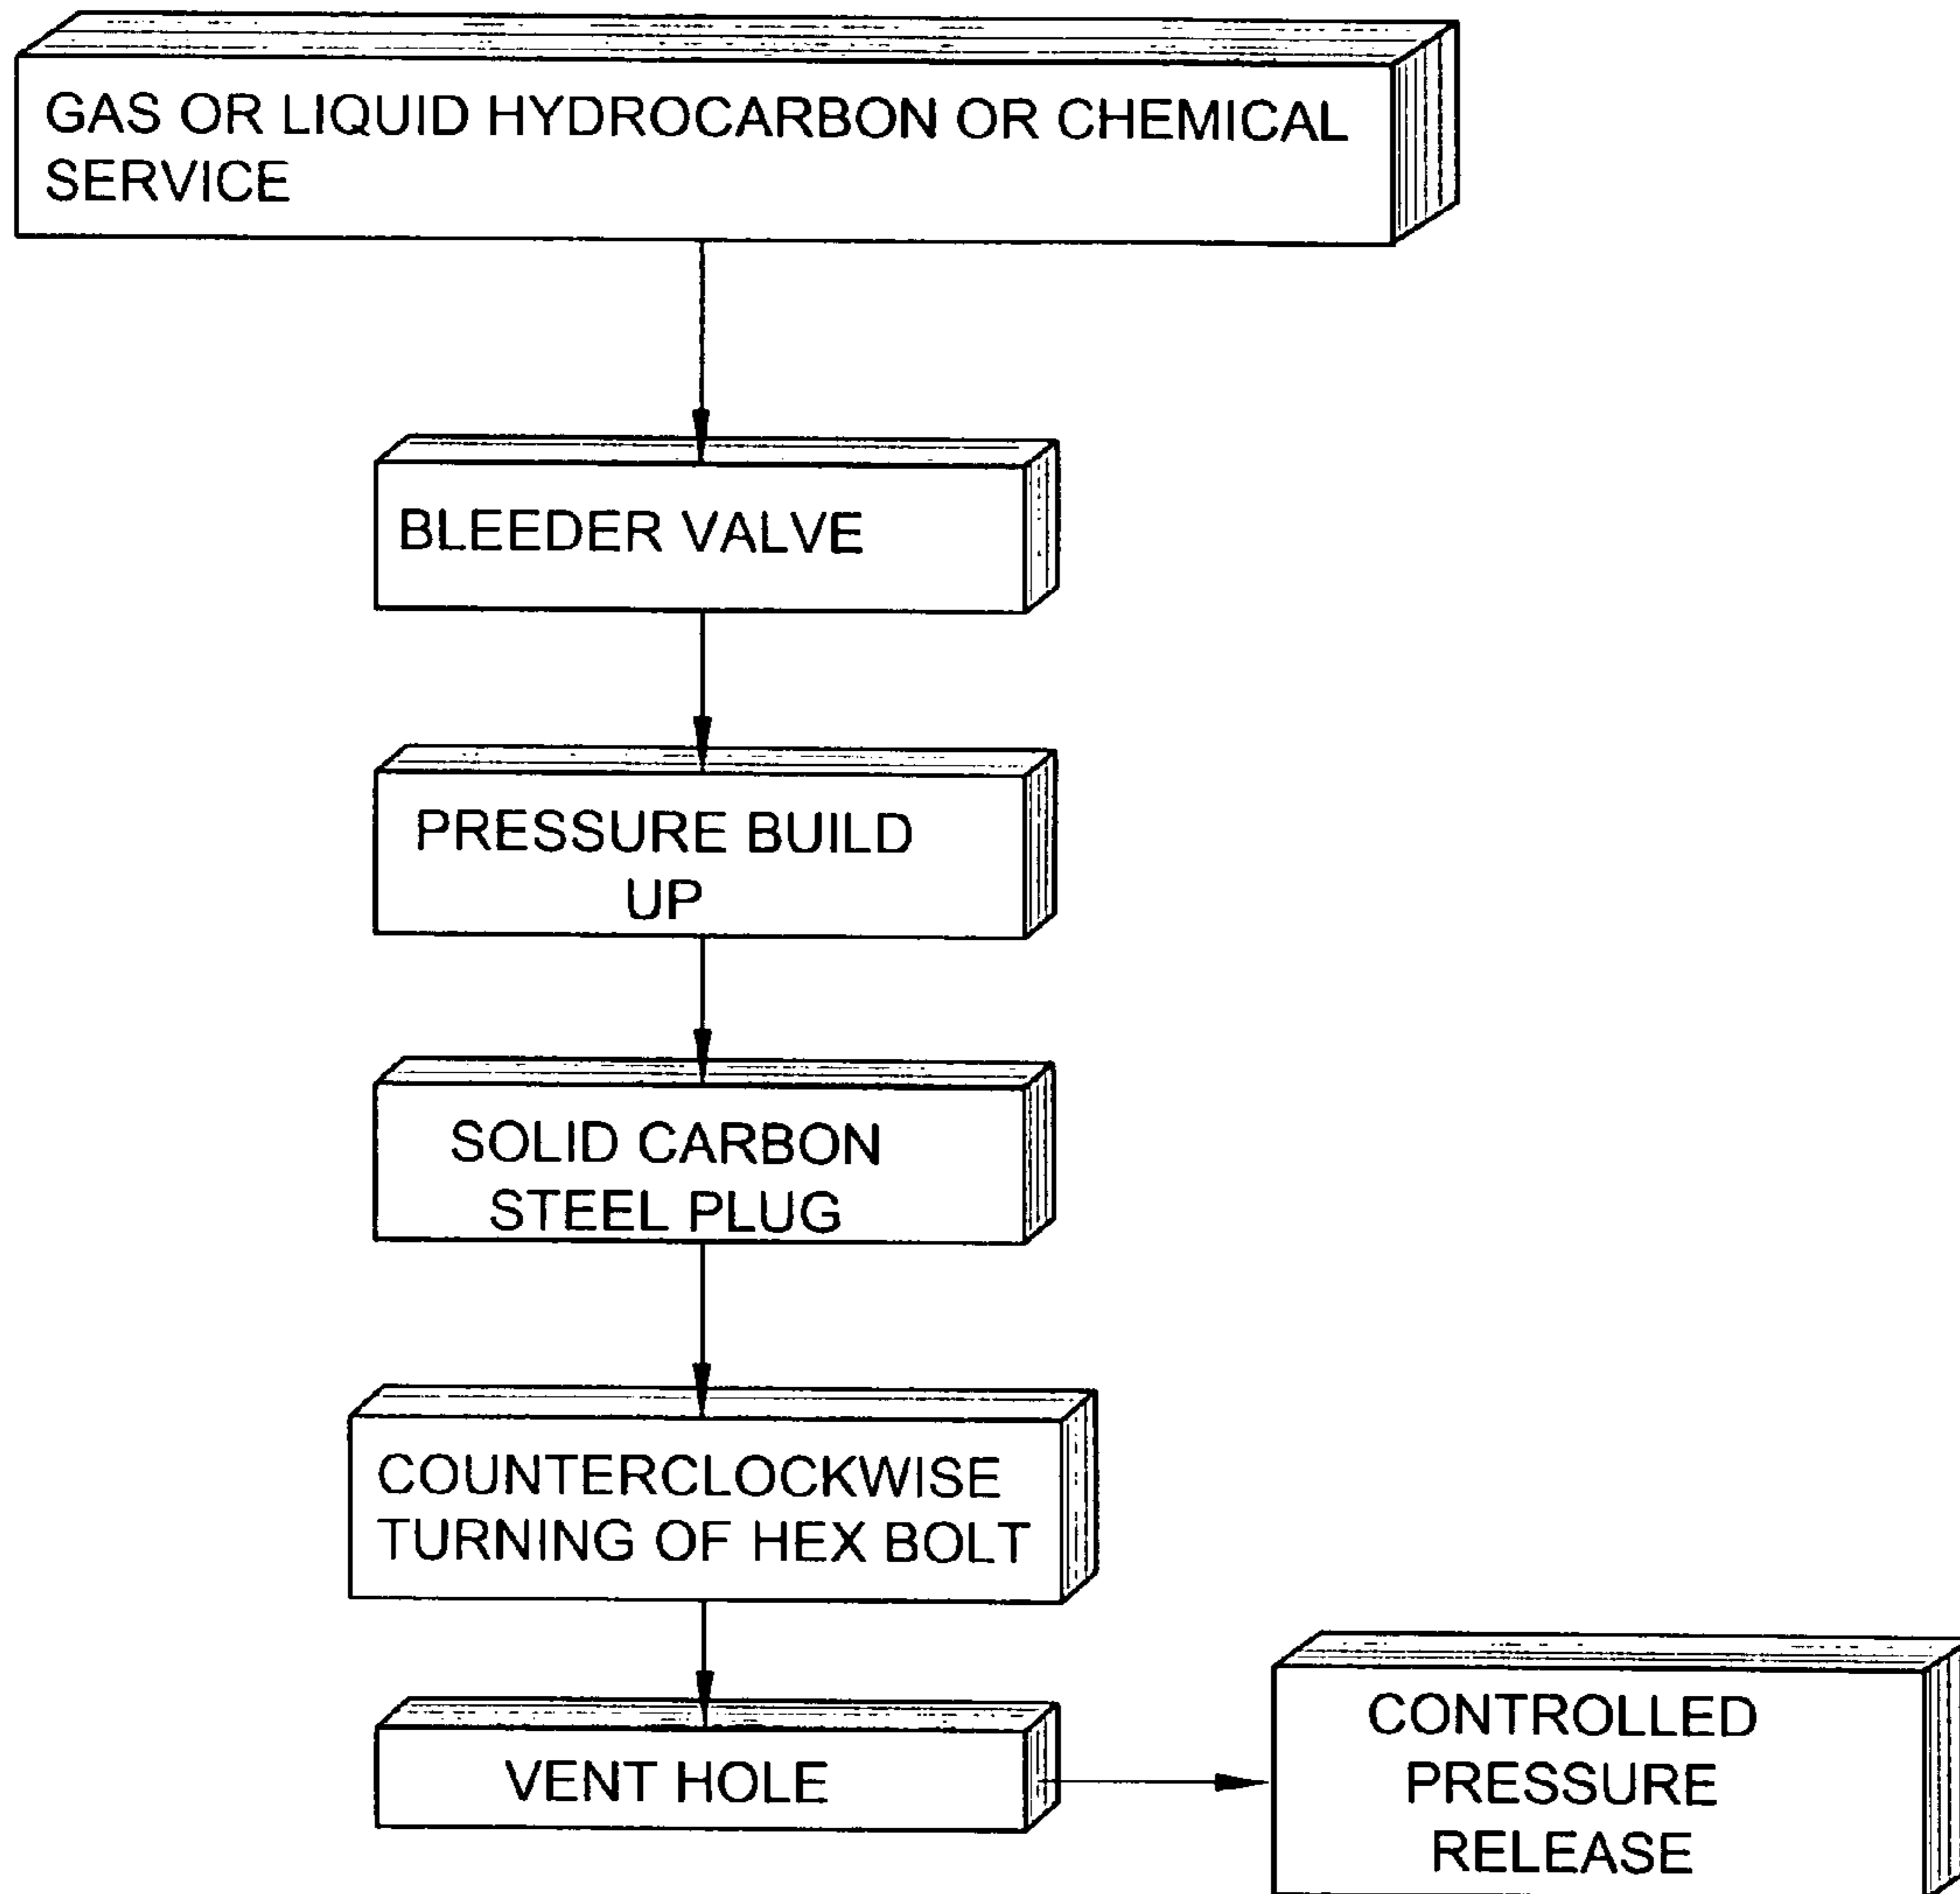 GAS OR LIQUID HYDROCARBON OR CHEMICAL
SERVICE
BLEEDER VALVE
PRESSURE BUILD
UP
SOLID CARBON
STEEL PLUG
COUNTERCLOCKWISE
TURNING OF HEX BOLT
VENT HOLE
CONTROLLED
PRESSURE
RELEASE